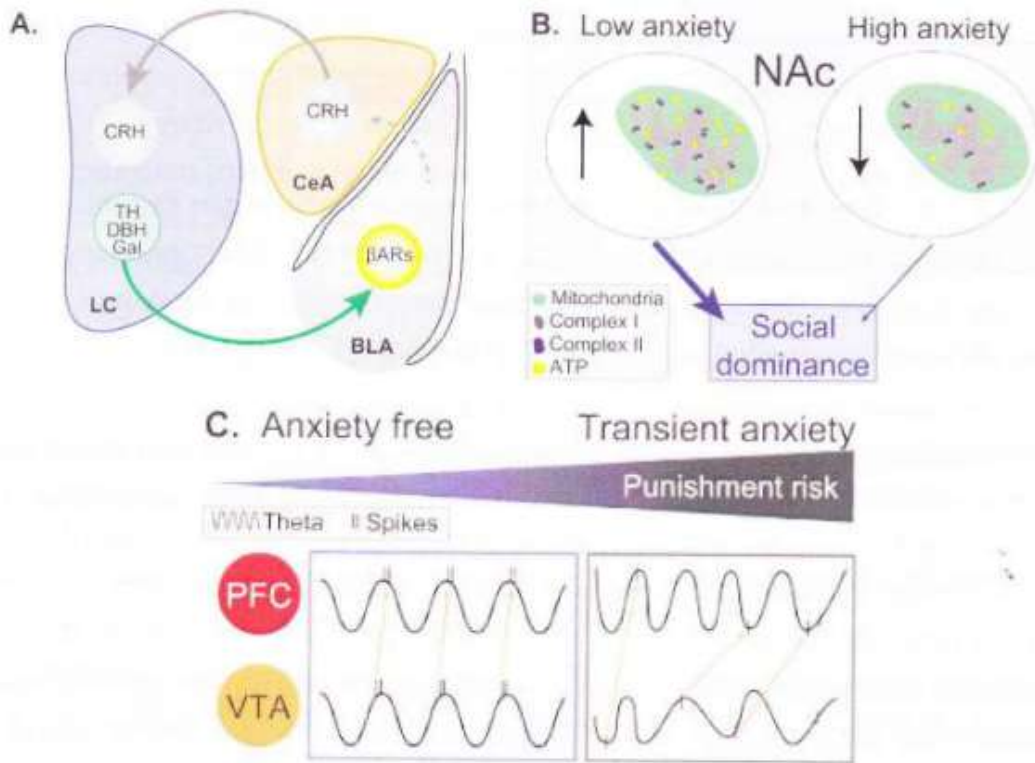 A.
CRH
CRH
CeA
TH
DBH
Gal
LC
βARs
BLA
B. Low anxiety
High anxiety
NAc
Mitochondria
Complex I
Complex II
ATP
Social
dominance
C. Anxiety free
Transient anxiety
Punishment risk
Theta
Spikes
PFC
VTA